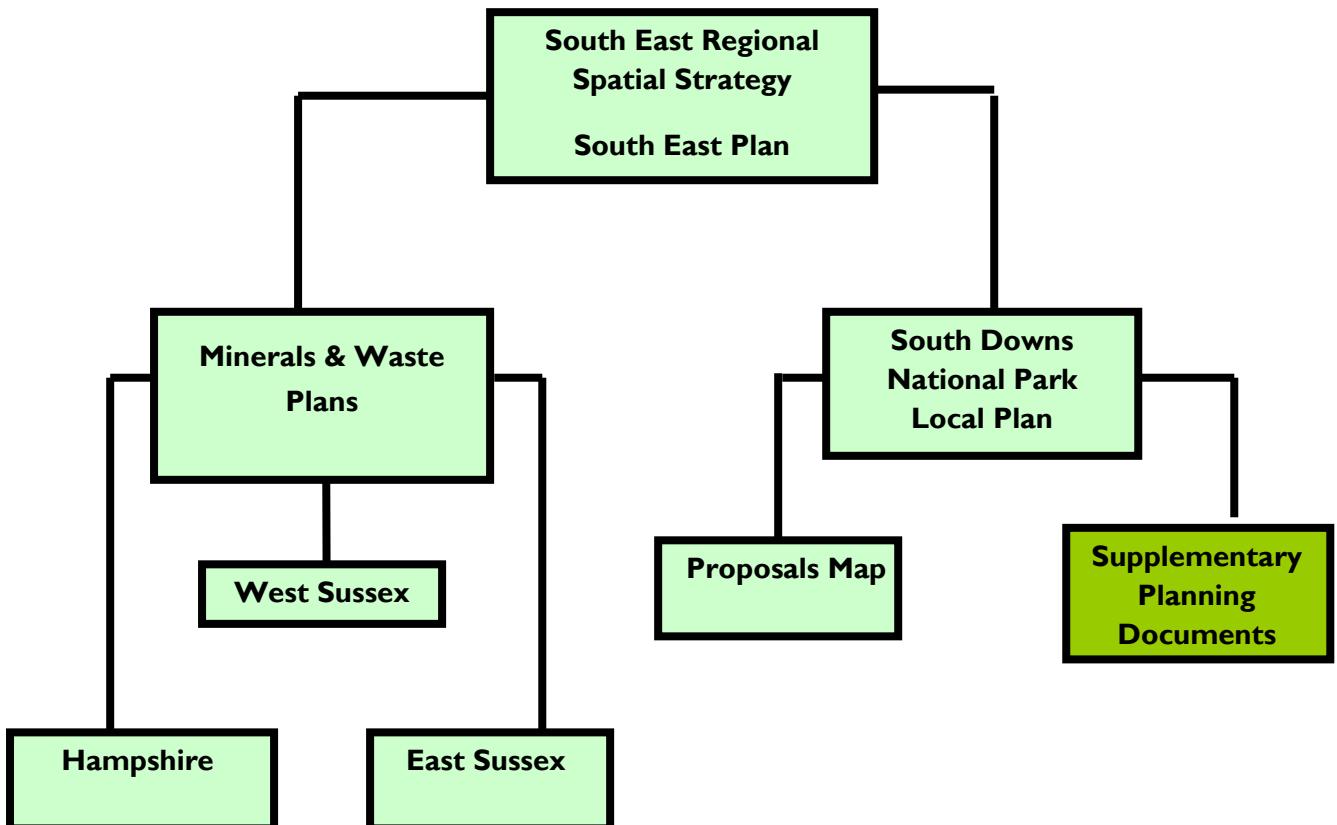 South East Regional
Spatial Strategy
South East Plan
Minerals & Waste
Plans
South Downs
National Park
Local Plan
West Sussex
Proposals Map
Supplementary
Planning
Documents
Hampshire
East Sussex